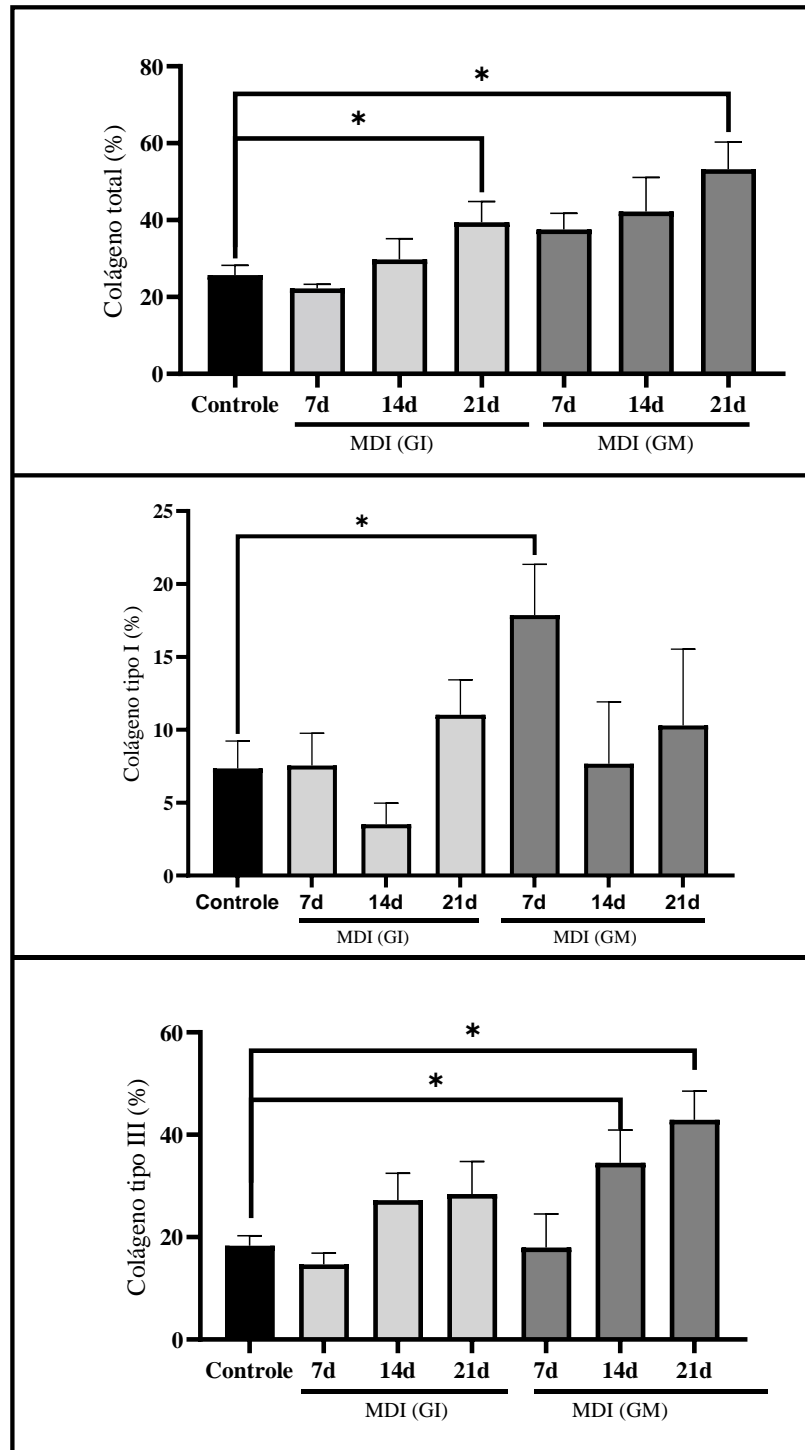 Colágeno total (%)
80
60
40
20
0
*
*
Controle 7d 14d 21d 7d 14d 21d
MDI (GI) MDI (GM)
Colágeno tipo I (%)
25
20
15
10
5
0
*
Controle 7d 14d 21d 7d 14d 21d
MDI (GI) MDI (GM)
Colágeno tipo III (%)
60
40
20
0
*
*
Controle 7d 14d 21d 7d 14d 21d
MDI (GI) MDI (GM)